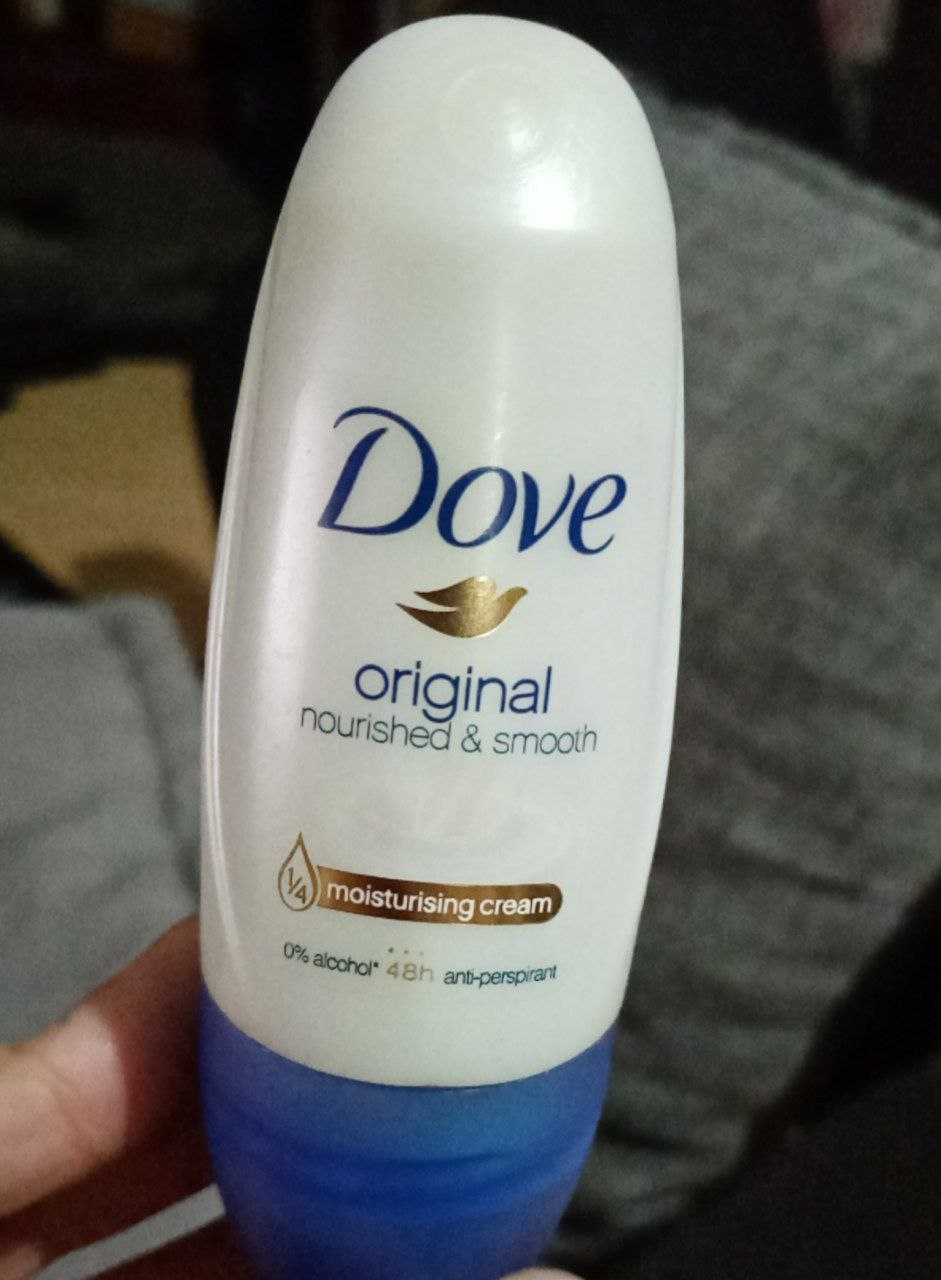 Dove
original
nourished & smooth
1/4 moisturising cream
0% alcohol* 48h anti-perspirant